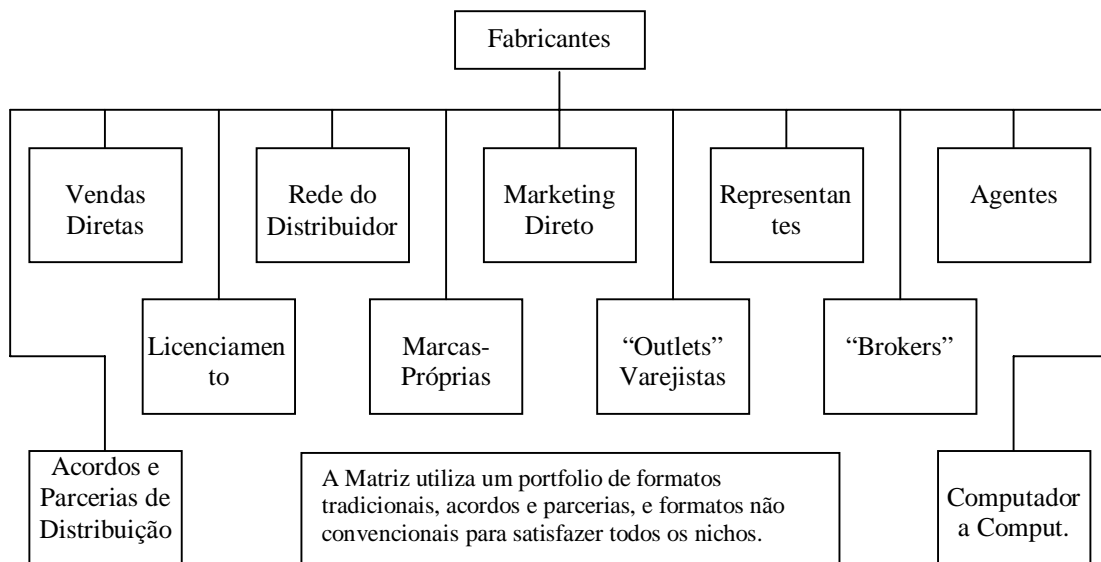 Fabricantes
Vendas
Diretas
Rede do
Distribuidor
Marketing
Direto
Representan
tes
Agentes
Licenciamen
to
Marcas-
Próprias
“Outlets”
Varejistas
“Brokers”
Acordos e
Parcerias de
Distribuição
A Matriz utiliza um portfolio de formatos
tradicionais, acordos e parcerias, e formatos não
convencionais para satisfazer todos os nichos.
Computador
a Comput.